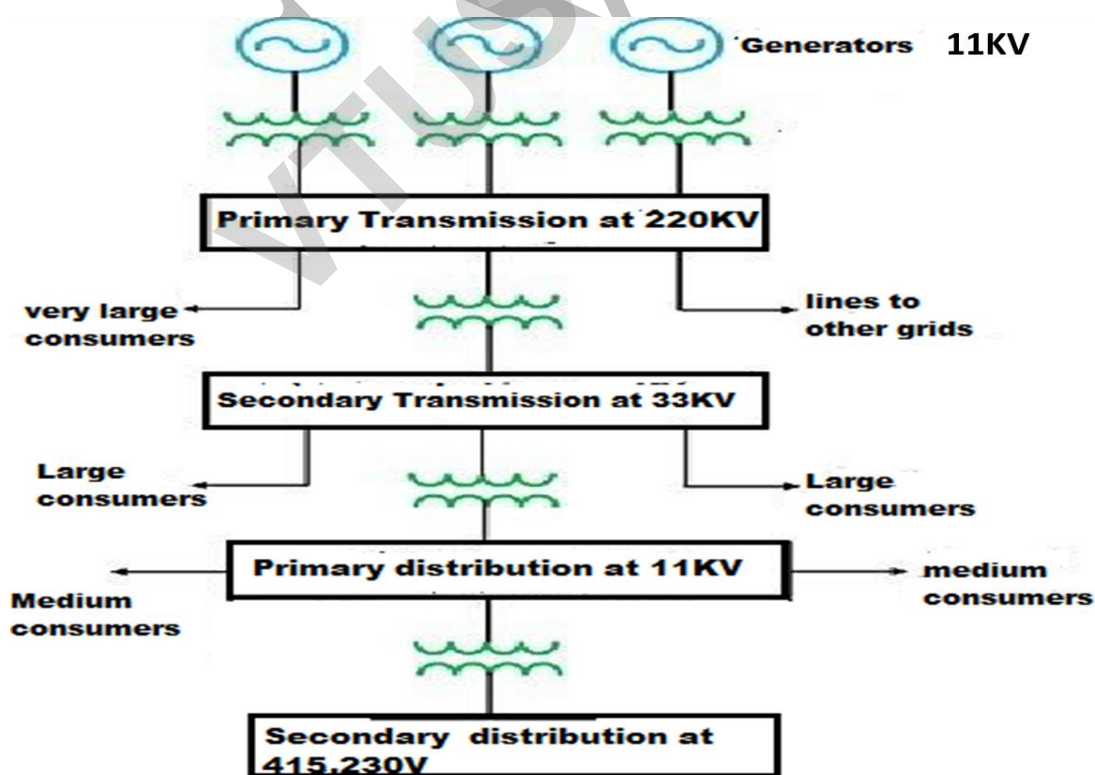 Generators 11KV
Primary Transmission at 220KV
very large
consumers
lines to
other grids
Secondary Transmission at 33KV
Large
consumers
Large
consumers
Primary distribution at 11KV
Medium
consumers
medium
consumers
Secondary distribution at
415,230V